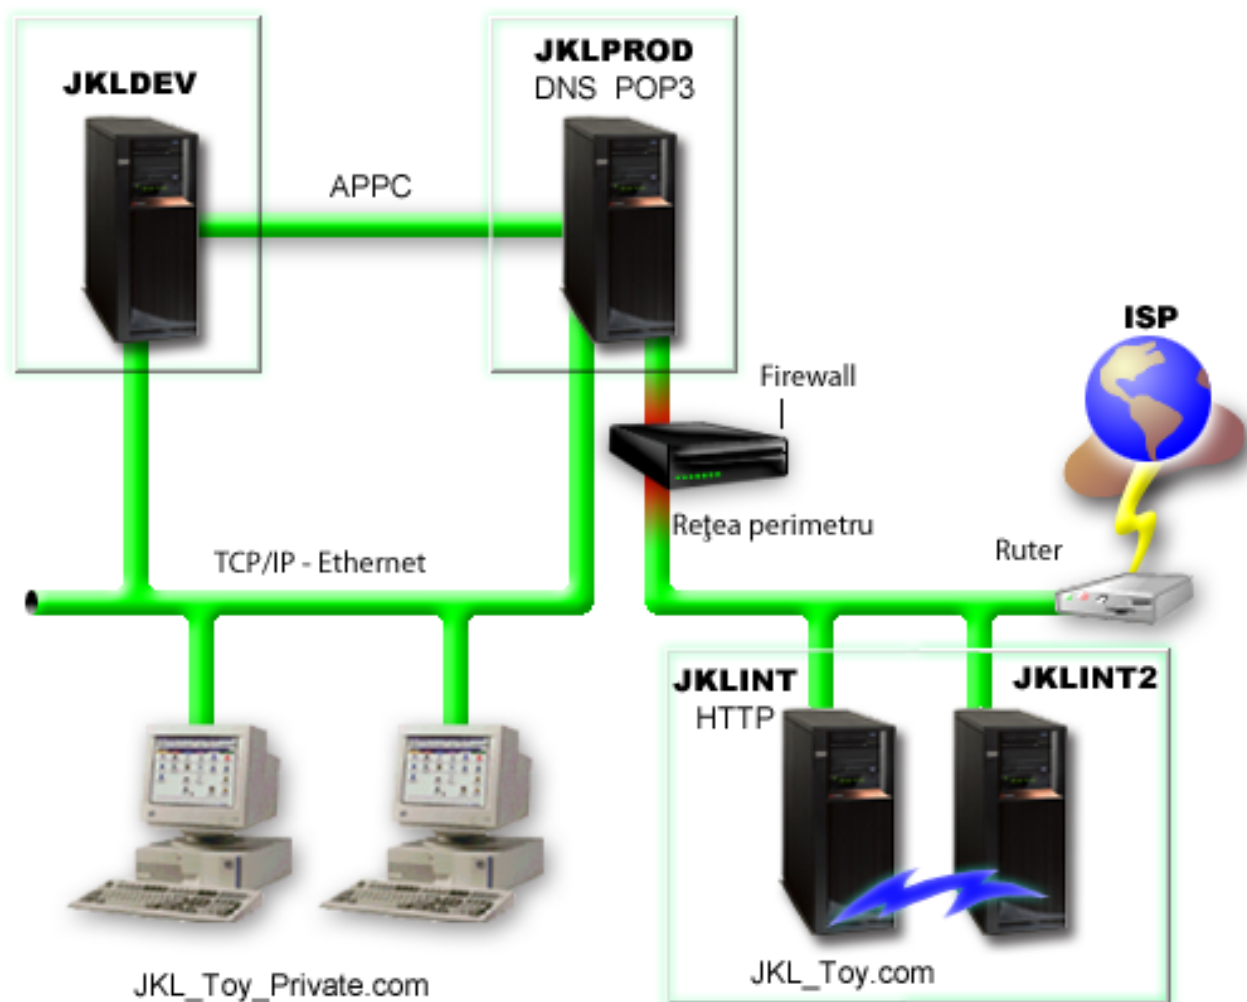 JKLDEV
JKLPROD
DNS POP3
APPC
ISP
Firewall
Reţea perimetru
Ruter
TCP/IP - Ethernet
JKLINT
HTTP
JKLINT2
JKL_Toy.com
JKL_Toy_Private.com